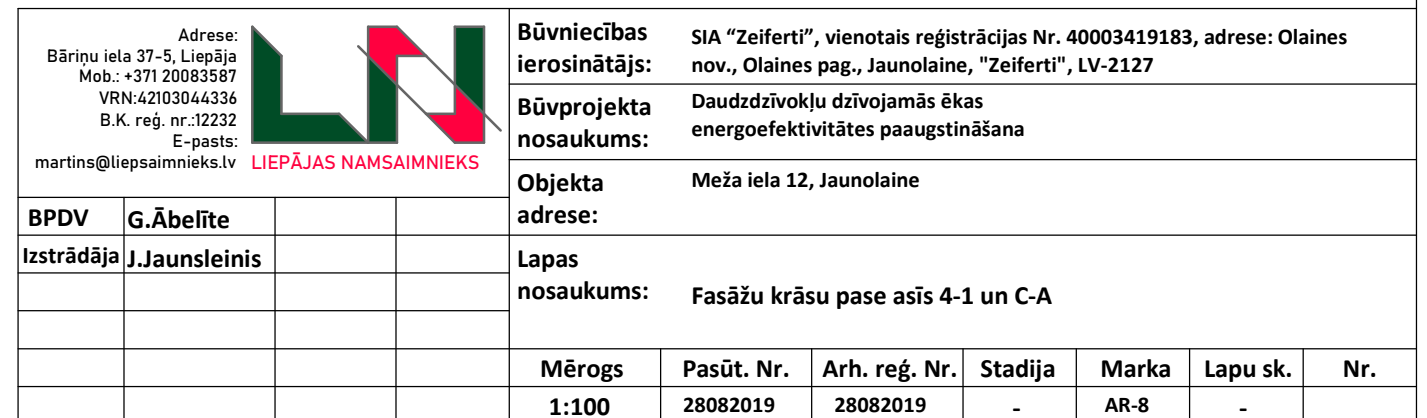 Adrese:
Bāriņu iela 37-5, Liepāja
Mob.: +371 20083587
VRN:42103044336
B.K. reģ. nr.:12232
E-pasts:
martins@liepsaimnieks.lv
LIEPĀJAS NAMSAIMNIEKS
Būvniecības
ierosinātājs:
SIA “Zeiferti”, vienotais reģistrācijas Nr. 40003419183, adrese: Olaines
nov., Olaines pag., Jaunolaine, "Zeiferti", LV-2127
Būvprojekta
nosaukums:
Daudzdzīvokļu dzīvojamās ēkas
energoefektivitātes paaugstināšana
Objekta
adrese:
Meža iela 12, Jaunolaine
BPDV G.Ābelīte
Izstrādāja J.Jaunsleinis
Lapas
nosaukums:
Fasāžu krāsu pase asīs 4-1 un C-A
Mērogs Pasūt. Nr. Arh. reģ. Nr. Stadija Marka Lapu sk. Nr.
1:100 28082019 28082019 - AR-8 -